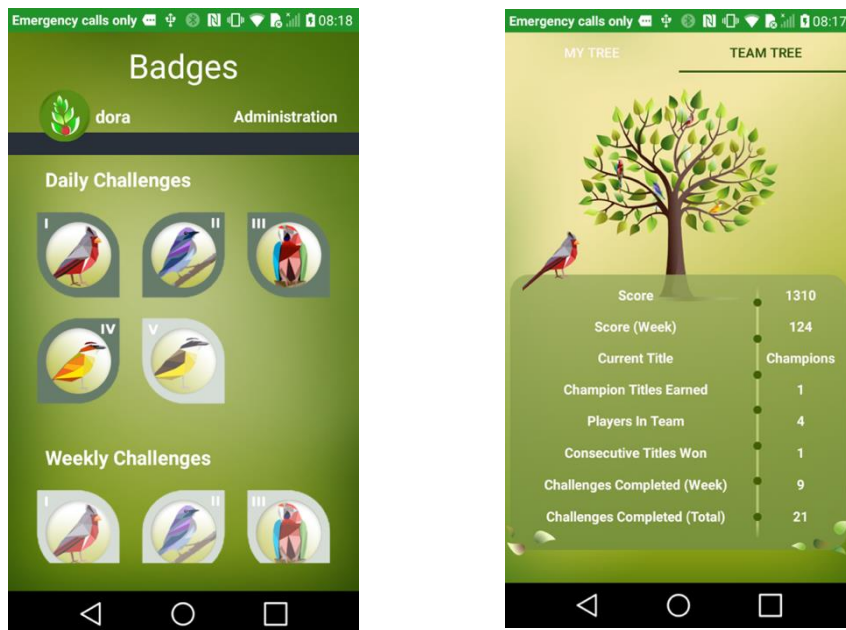 Emergency calls only 08:18
Badges
dora Administration
Daily Challenges
I II III
IV V
Weekly Challenges
I II III
Emergency calls only 08:17
MY TREE TEAM TREE
Score 1310
Score (Week) 124
Current Title Champions
Champion Titles Earned 1
Players In Team 4
Consecutive Titles Won 1
Challenges Completed (Week) 9
Challenges Completed (Total) 21